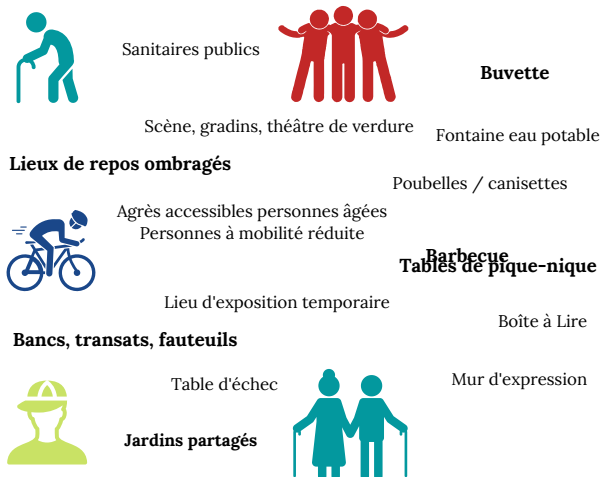 Sanitaires publics
Buvette
Scène, gradins, théâtre de verdure
Fontaine eau potable
Lieux de repos ombragés
Poubelles / canisettes
Agrès accessibles personnes âgées
Personnes à mobilité réduite
Barbecue
Tables de pique-nique
Lieu d'exposition temporaire
Boîte à Lire
Bancs, transats, fauteuils
Table d'échec
Mur d'expression
Jardins partagés